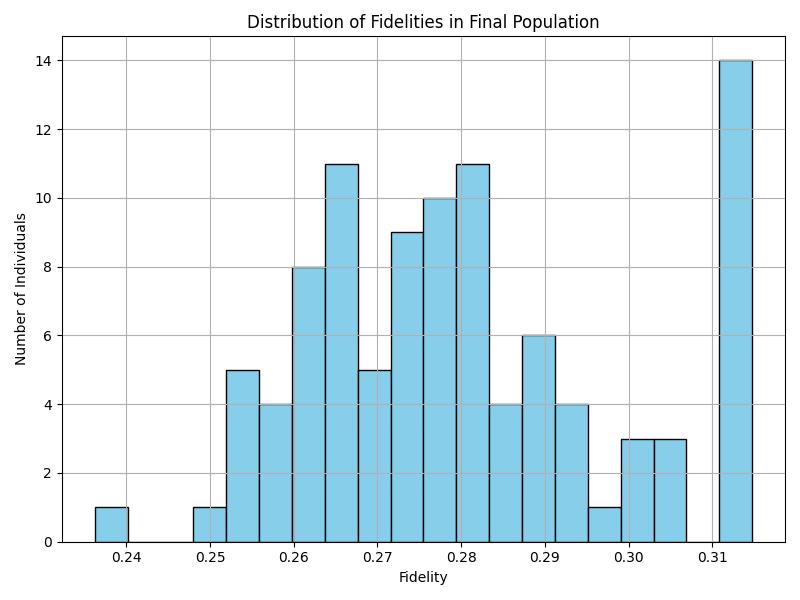 Distribution of Fidelities in Final Population
14
12
10
8
6
4
2
0
Number of Individuals
0.24 0.25 0.26 0.27 0.28 0.29 0.30 0.31
Fidelity